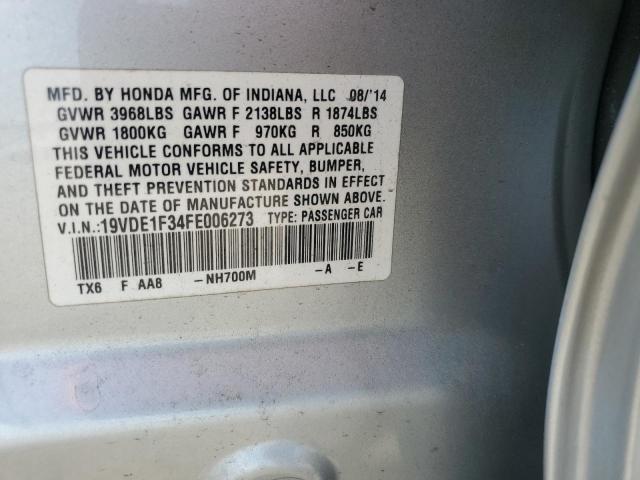 MFD. BY HONDA MFG. OF INDIANA, LLC 08/'14
GVWR 3968LBS GAWR F 2138LBS R 1874LBS
GVWR 1800KG GAWR F 970KG R 850KG
THIS VEHICLE CONFORMS TO ALL APPLICABLE
FEDERAL MOTOR VEHICLE SAFETY, BUMPER,
AND THEFT PREVENTION STANDARDS IN EFFECT
ON THE DATE OF MANUFACTURE SHOWN ABOVE.
V.I.N.:19VDE1F34FE006273 TYPE: PASSENGER CAR
TX6 F AA8 -NH700M -A -E